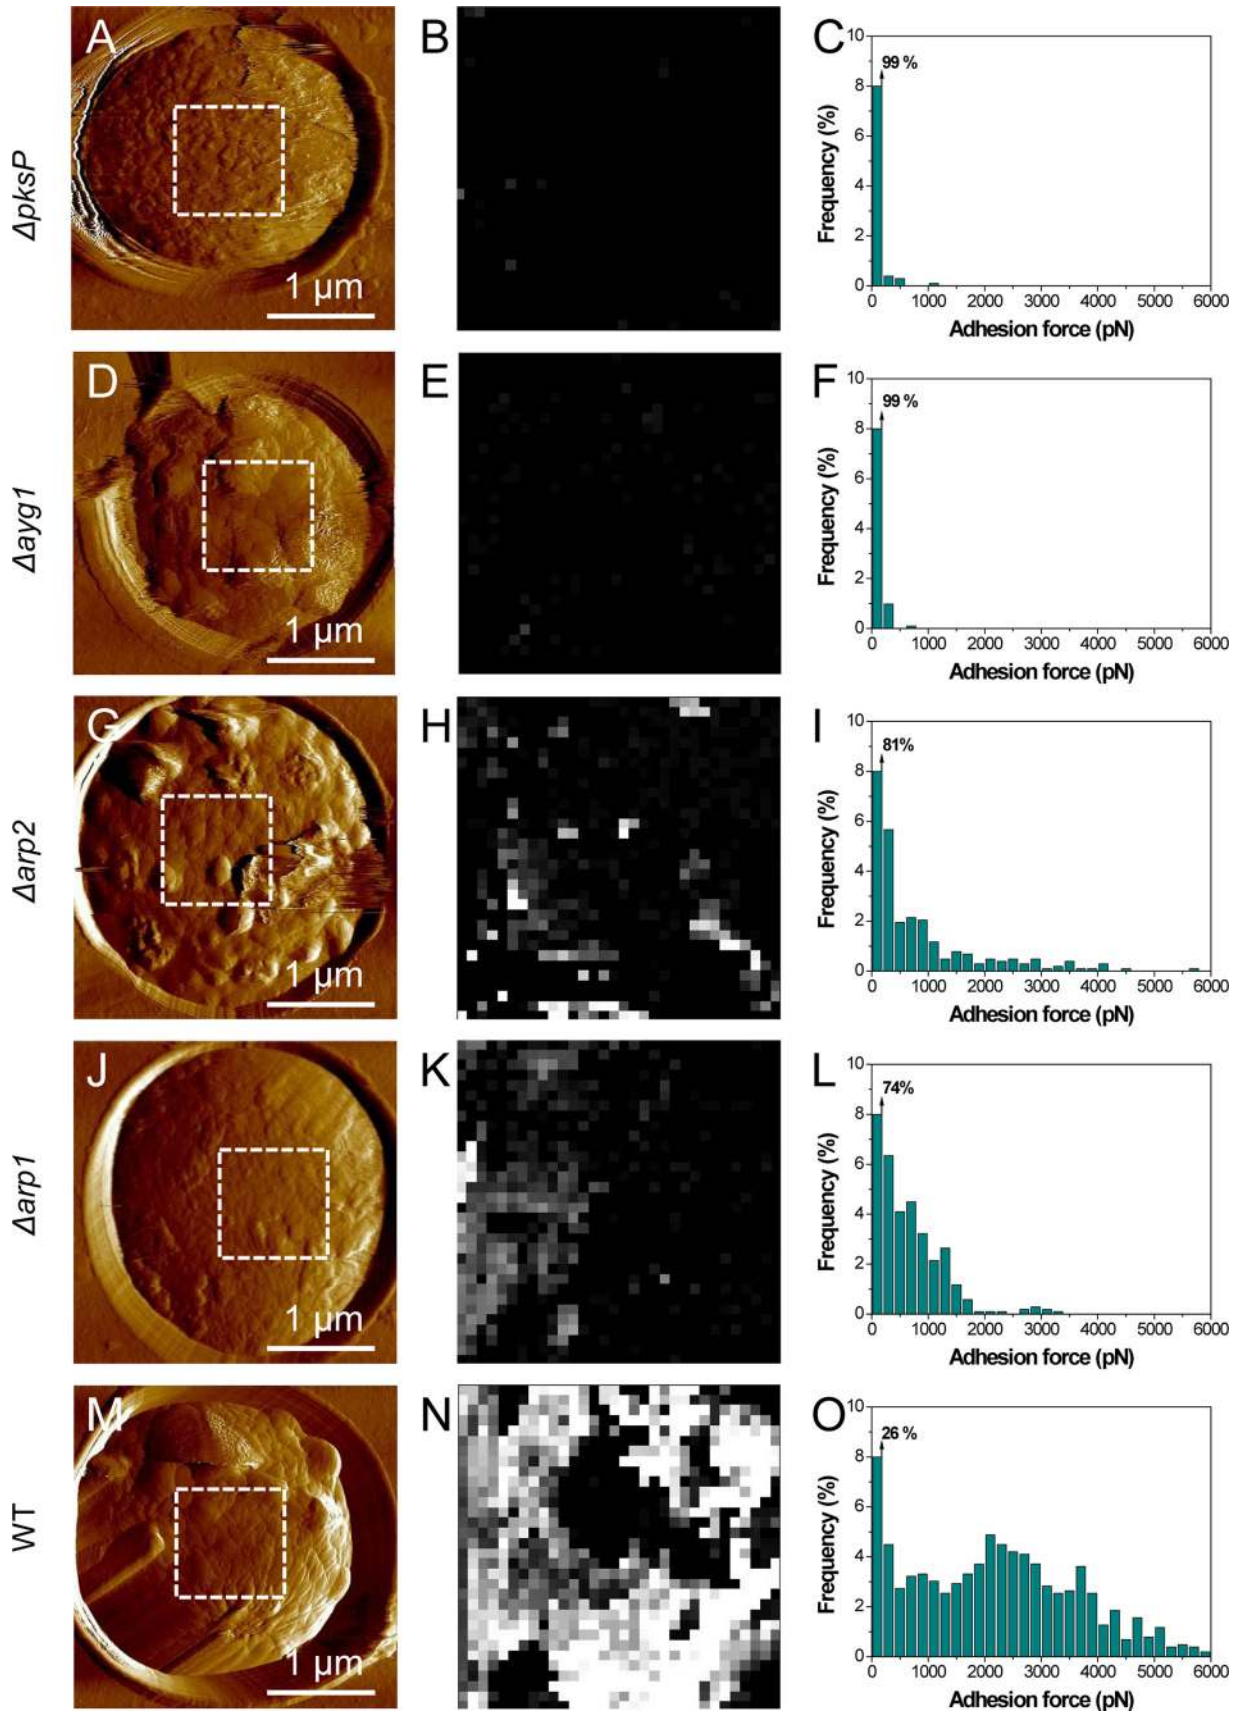 ΔpksP
A
1 µm
B
C
99 %
Frequency (%)
10
8
6
4
2
0
0 1000 2000 3000 4000 5000 6000
Adhesion force (pN)
Δayg1
D
1 µm
E
F
99 %
Frequency (%)
10
8
6
4
2
0
0 1000 2000 3000 4000 5000 6000
Adhesion force (pN)
Δarp2
G
1 µm
H
I
81%
Frequency (%)
10
8
6
4
2
0
0 1000 2000 3000 4000 5000 6000
Adhesion force (pN)
Δarp1
J
1 µm
K
L
74%
Frequency (%)
10
8
6
4
2
0
0 1000 2000 3000 4000 5000 6000
Adhesion force (pN)
WT
M
1 µm
N
O
26 %
Frequency (%)
10
8
6
4
2
0
0 1000 2000 3000 4000 5000 6000
Adhesion force (pN)